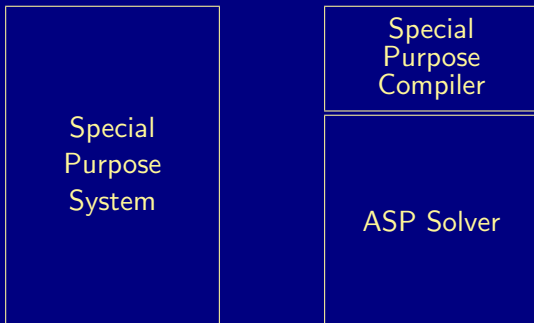 Special
Purpose
System
Special
Purpose
Compiler
ASP Solver